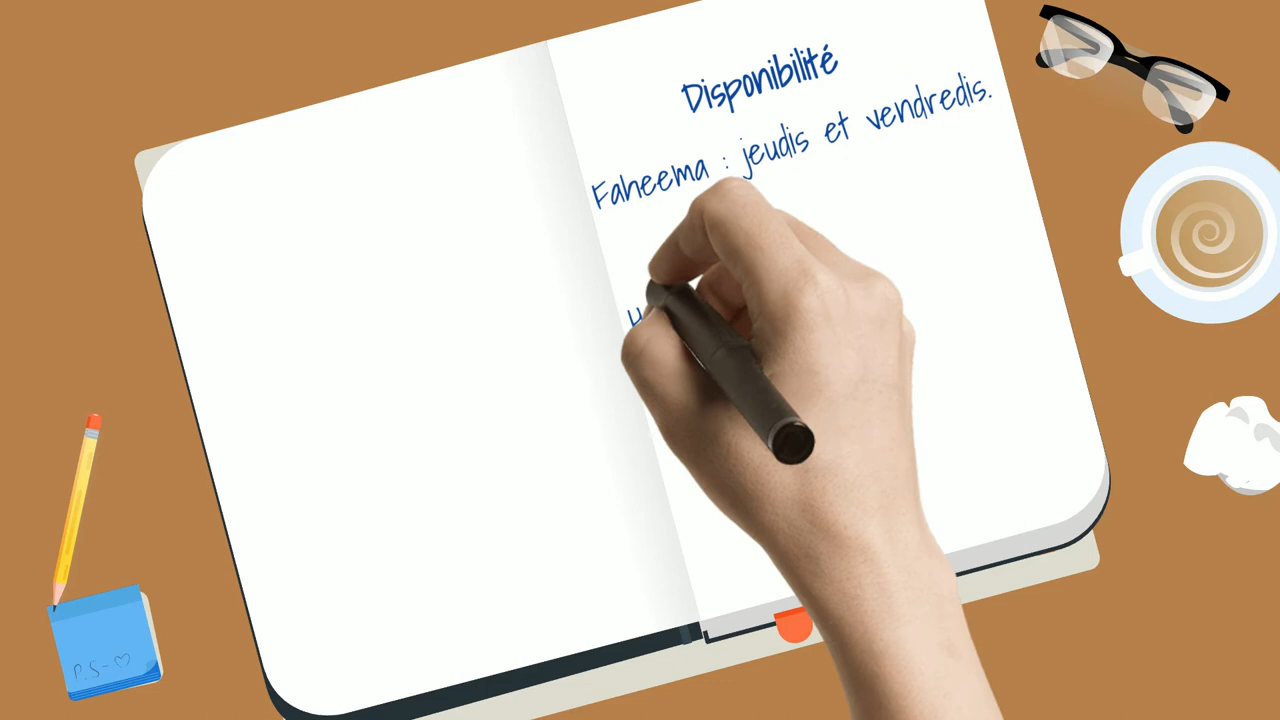 Disponibilité
Faheema : jeudis et vendredis.
P.S-♡